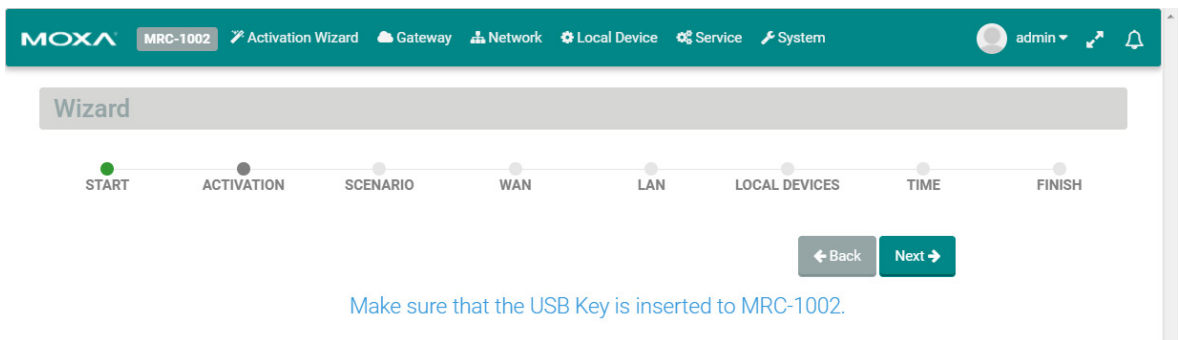 MOXA MRC-1002 Activation Wizard Gateway Network Local Device Service System admin
Wizard
START ACTIVATION SCENARIO WAN LAN LOCAL DEVICES TIME FINISH
Back Next
Make sure that the USB Key is inserted to MRC-1002.